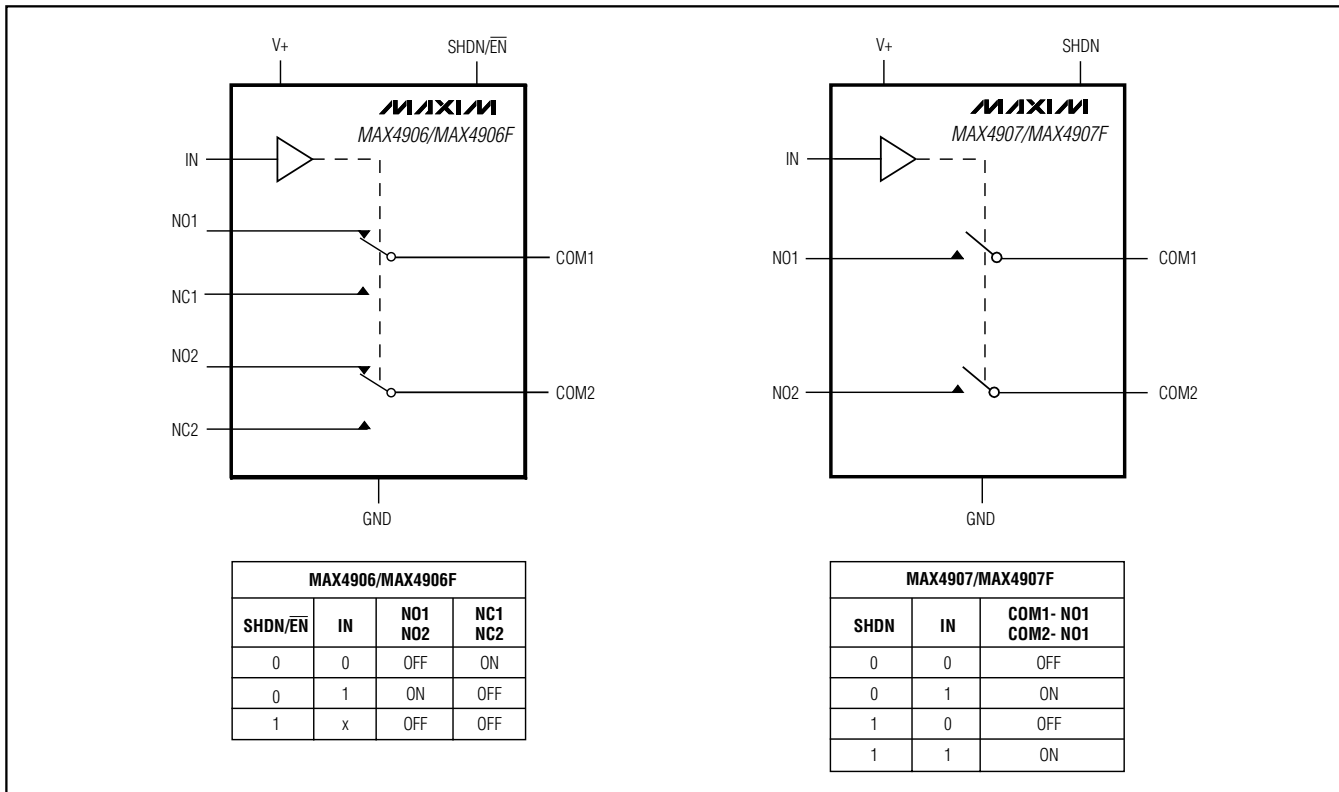 V+ SHDN/EN
MAXIM
MAX4906/MAX4906F
IN
NO1
COM1
NC1
NO2
COM2
NC2
GND
MAX4906/MAX4906F
SHDN/EN IN NO1 NO2 NC1 NC2
0 0 OFF ON
0 1 ON OFF
1 x OFF OFF
V+ SHDN
MAXIM
MAX4907/MAX4907F
IN
NO1 COM1
NO2 COM2
GND
MAX4907/MAX4907F
SHDN IN COM1- NO1 COM2- NO1
0 0 OFF
0 1 ON
1 0 OFF
1 1 ON